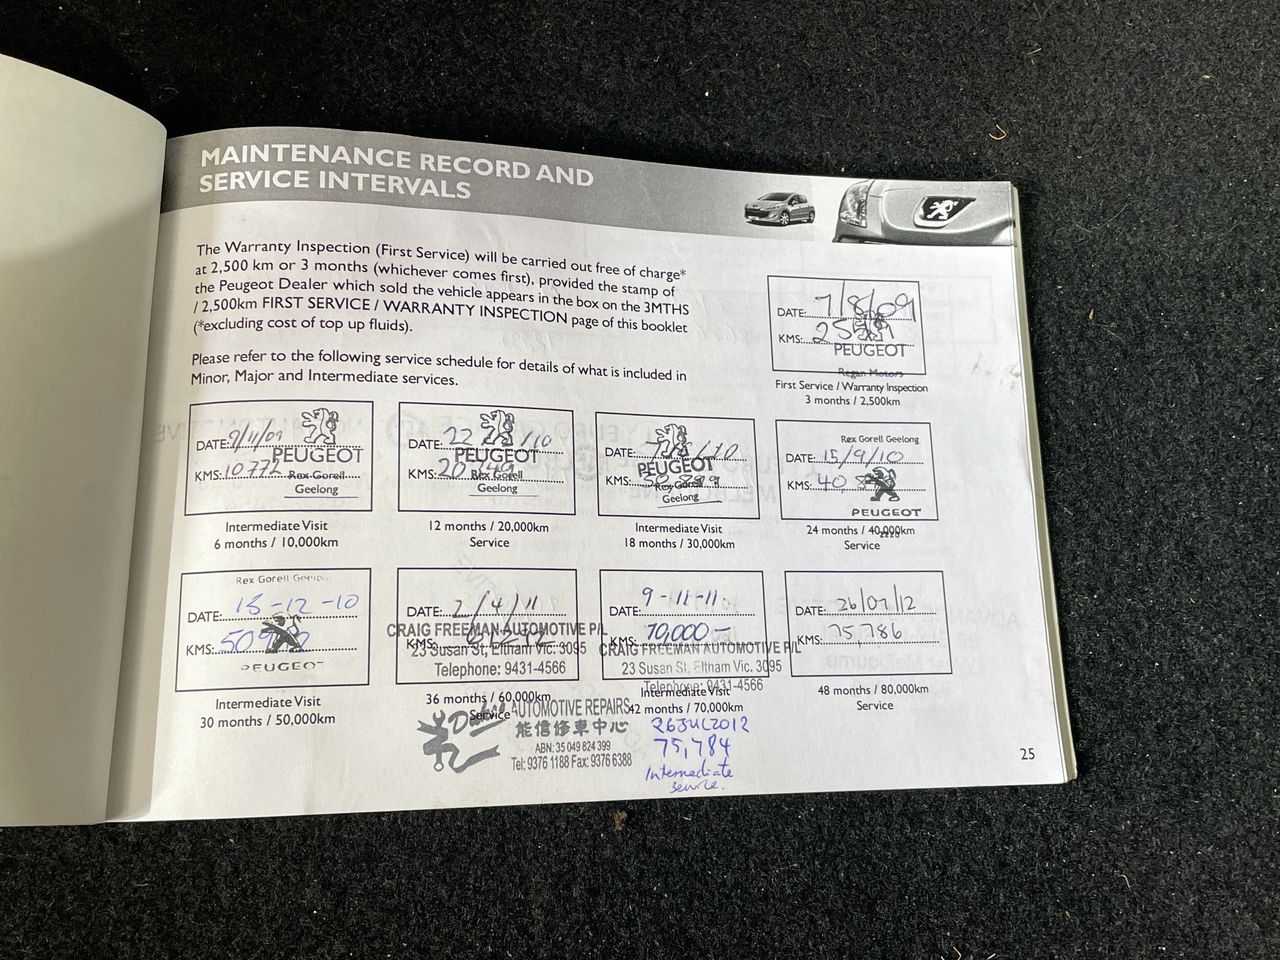 MAINTENANCE RECORD AND
SERVICE INTERVALS
The Warranty Inspection (First Service) will be carried out free of charge*
at 2,500 km or 3 months (whichever comes first), provided the stamp of
the Peugeot Dealer which sold the vehicle appears in the box on the 3MTHS
/ 2,500km FIRST SERVICE / WARRANTY INSPECTION page of this booklet
(*excluding cost of top up fluids).
Please refer to the following service schedule for details of what is included in
Minor, Major and Intermediate services.
DATE: 7/8/09
KMS:
PEUGEOT
Regan Motors
First Service / Warranty Inspection
3 months / 2,500km
DATE: 9/11/09
PEUGEOT
KMS: 10,772
Rex Gorell
Geelong
Intermediate Visit
6 months / 10,000km
DATE: 22 /10
PEUGEOT
KMS:
Rex Gorell
Geelong
12 months / 20,000km
Service
DATE:
PEUGEOT
KMS:
Rex Gorell
Geelong
Intermediate Visit
18 months / 30,000km
Rex Gorell Geelong
DATE: 15/9/10
KMS:
PEUGEOT
24 months / 40,000km
Service
Rex Gorell Geelong
DATE: 18-12-10
KMS:
PEUGEOT
Intermediate Visit
30 months / 50,000km
DATE: 2/4/11
KMS:
CRAIG FREEMAN AUTOMOTIVE P/L
23 Susan St, Eltham Vic. 3095
Telephone: 9431-4566
36 months / 60,000km
Service
DATE: 9-11-11.
KMS: 70,000-
CRAIG FREEMAN AUTOMOTIVE P/L
23 Susan St, Eltham Vic. 3095
Telephone: 9431-4566
Intermediate Visit
42 months / 70,000km
DATE: 26/07/12
KMS: 75,786
48 months / 80,000km
Service
AUTOMOTIVE REPAIRS
能信修車中心
ABN: 35 049 824 399
Tel: 9376 1188 Fax: 9376 6388
26JUL2012
75,784
Intermediate
service.
25